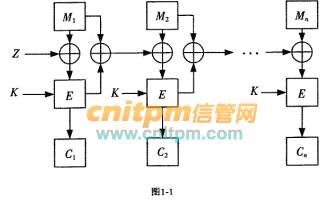 M₁ M₂ Mₙ
Z ...
K E K E K E
cnitpm信管网
www.cnitpm.com
C₁ C₂ Cₙ
图1-1